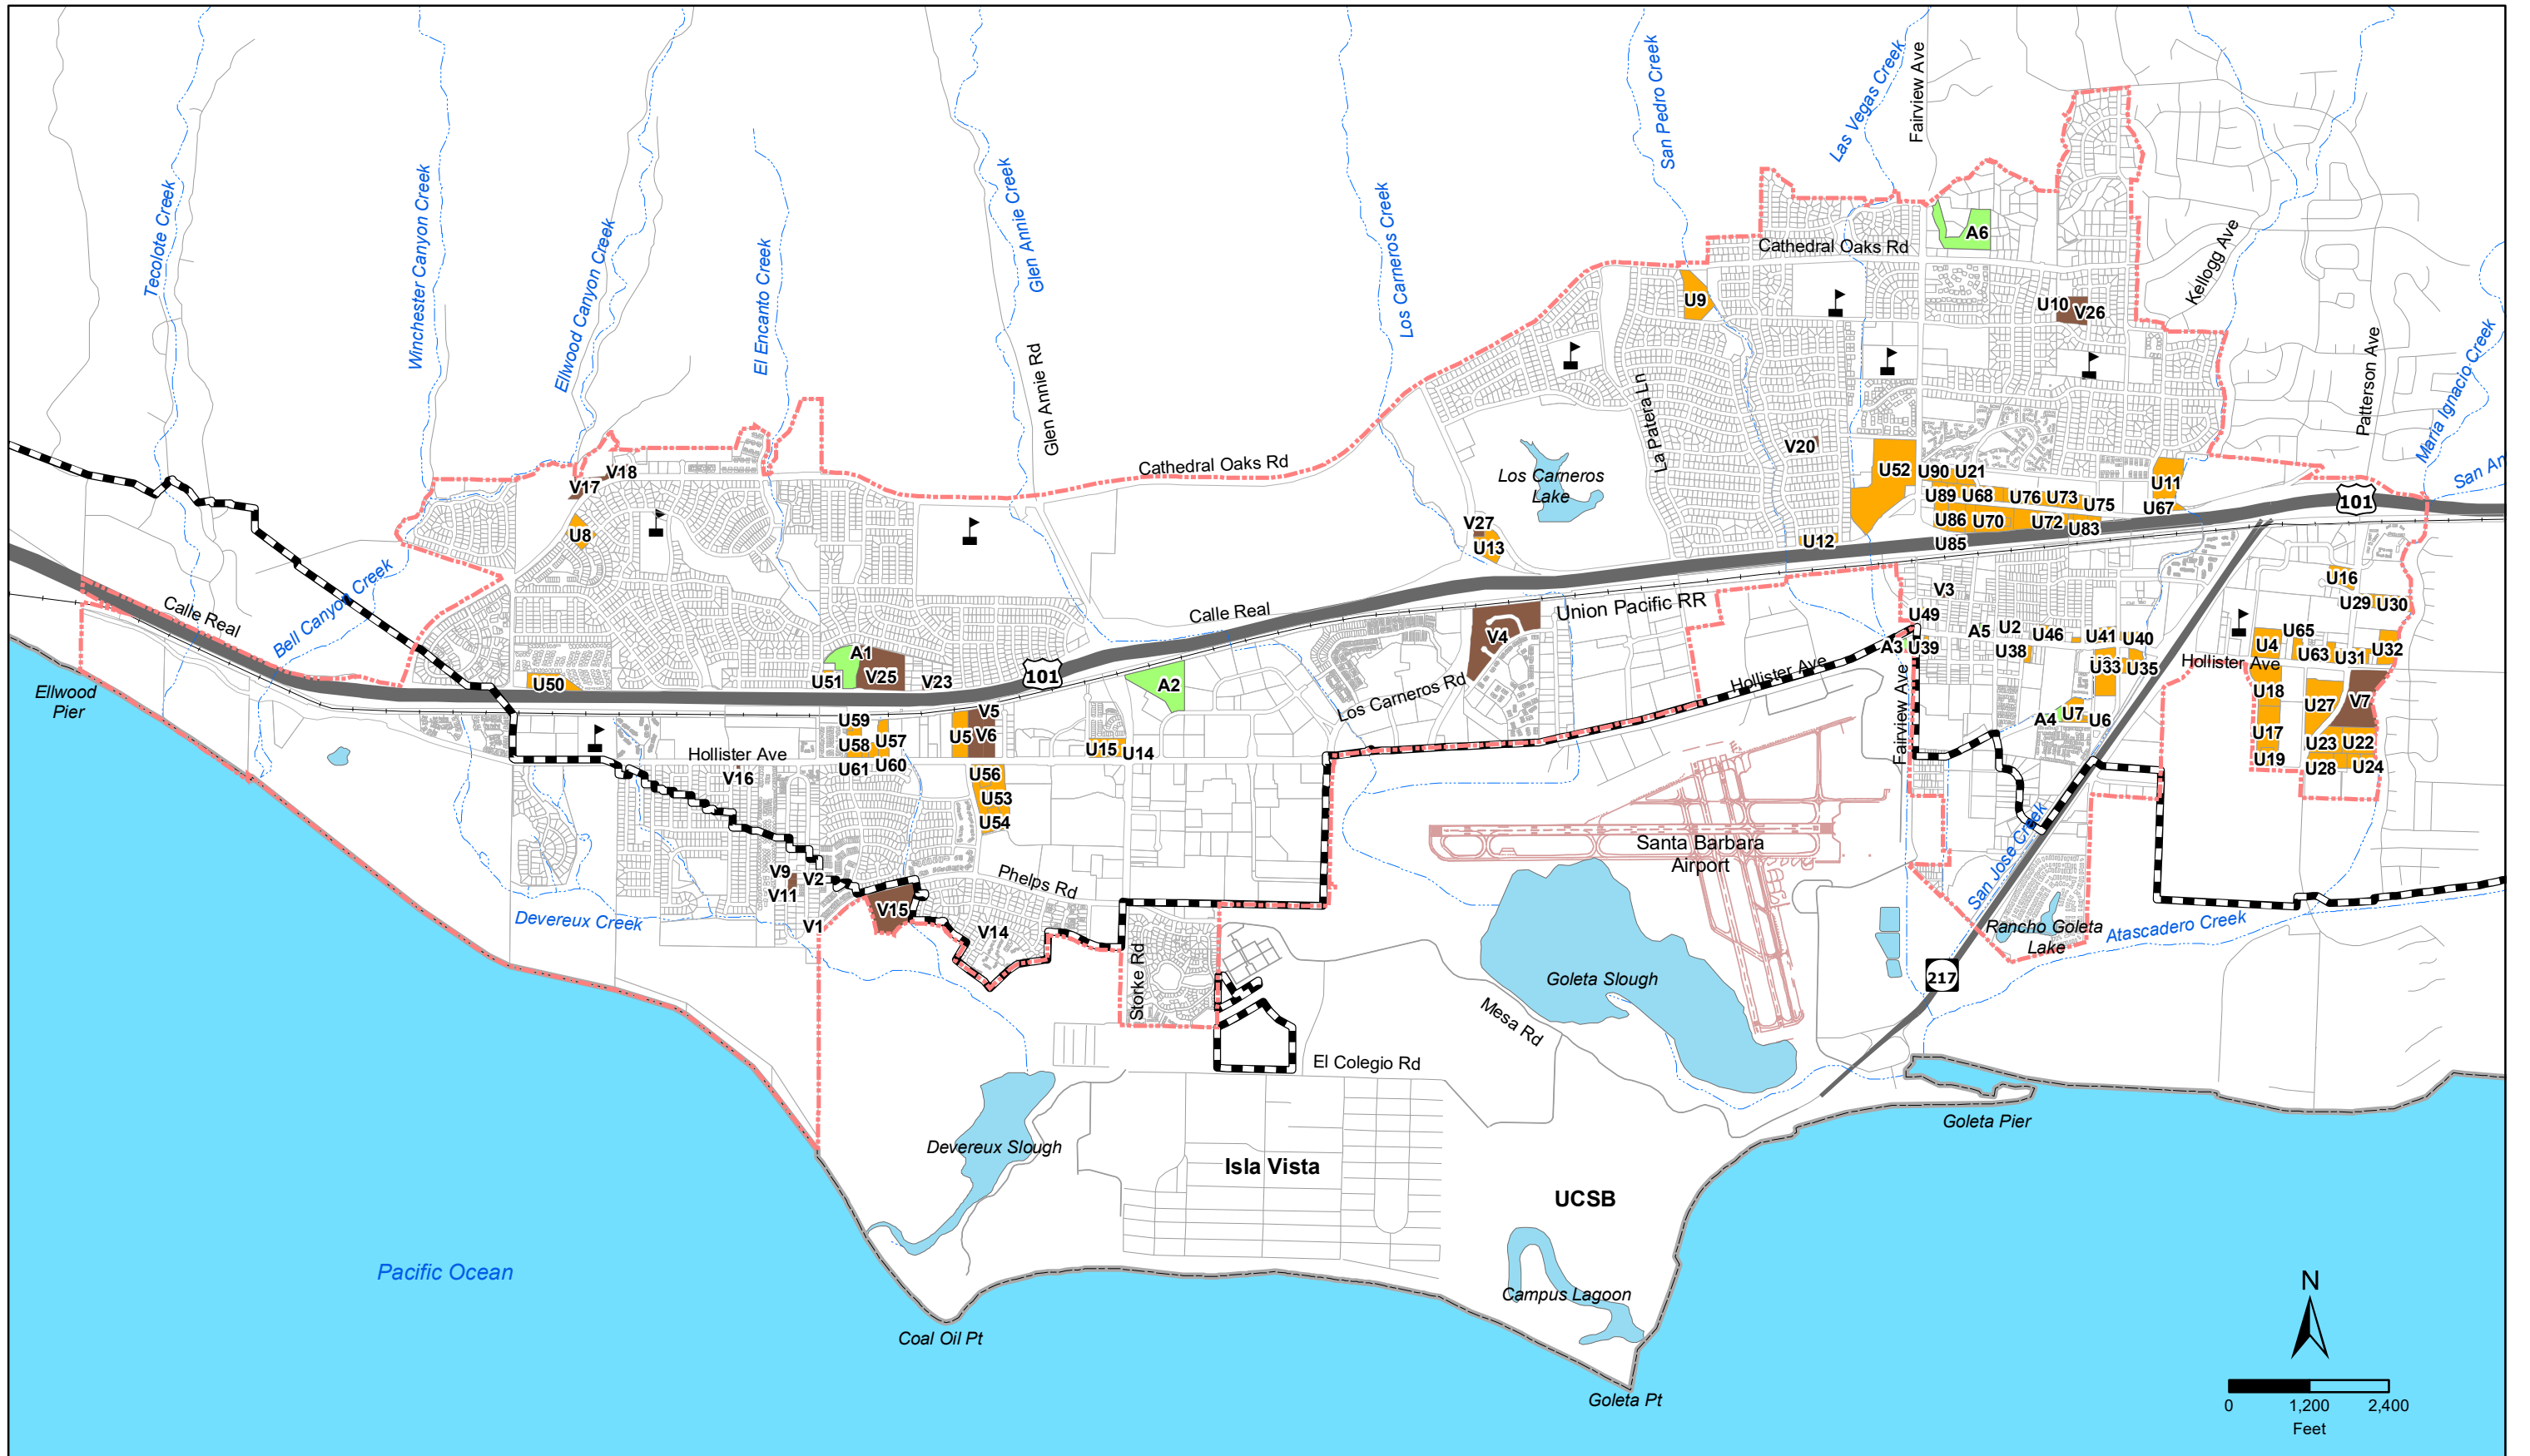 Tecolote Creek
Winchester Canyon Creek
Ellwood Canyon Creek
El Encanto Creek
Glen Annie Creek
Glen Annie Rd
Los Carneros Creek
San Pedro Creek
Las Vegas Creek
Fairview Ave
Cathedral Oaks Rd
A6
Kellogg Ave
Patterson Ave
Maria Ignacio Creek
San An
U9
U10
V26
La Patera Ln
V20
Los Carneros
Lake
Cathedral Oaks Rd
V18
V17
U8
V27
U13
U12
U52
U90
U21
U89
U68
U76
U73
U75
U86
U70
U72
U83
U85
U11
U67
101
Calle Real
Bell Canyon Creek
Ellwood
Pier
U50
A1
U51
V25
V23
101
Calle Real
A2
Union Pacific RR
V4
Los Carneros Rd
Hollister Ave
V3
U49
A3
U39
A5
U2
U38
U46
U41
U40
U33
U35
A4
U7
U6
Fairview Ave
U16
U29
U30
U65
U4
U63
U31
U32
Hollister Ave
U18
U27
V7
U17
U23
U22
U19
U28
U24
Hollister Ave
V16
U59
U58
U57
U61
U60
V5
U5
V6
U56
U53
U54
U15
U14
V9
V11
V2
V1
V15
V14
Phelps Rd
Storke Rd
Devereux Creek
Santa Barbara
Airport
San Jose Creek
Rancho Goleta
Lake
Atascadero Creek
217
Goleta Slough
Mesa Rd
El Colegio Rd
Goleta Pier
Devereux Slough
Isla Vista
UCSB
Pacific Ocean
Campus Lagoon
Coal Oil Pt
Goleta Pt
N
0 1,200 2,400
Feet